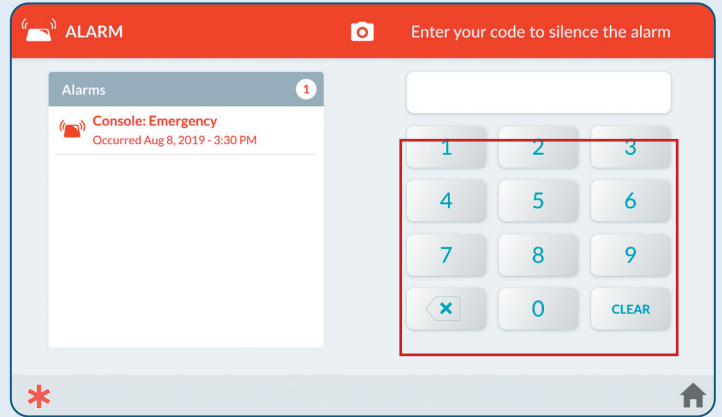 ALARM
Enter your code to silence the alarm
Alarms 1
Console: Emergency
Occurred Aug 8, 2019 - 3:30 PM
1 2 3
4 5 6
7 8 9
0 CLEAR